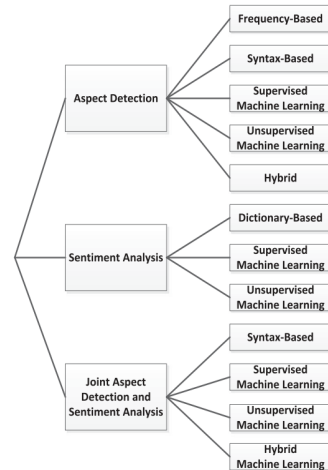 Aspect Detection
Frequency-Based
Syntax-Based
Supervised
Machine Learning
Unsupervised
Machine Learning
Hybrid
Sentiment Analysis
Dictionary-Based
Supervised
Machine Learning
Unsupervised
Machine Learning
Joint Aspect
Detection and
Sentiment Analysis
Syntax-Based
Supervised
Machine Learning
Unsupervised
Machine Learning
Hybrid
Machine Learning